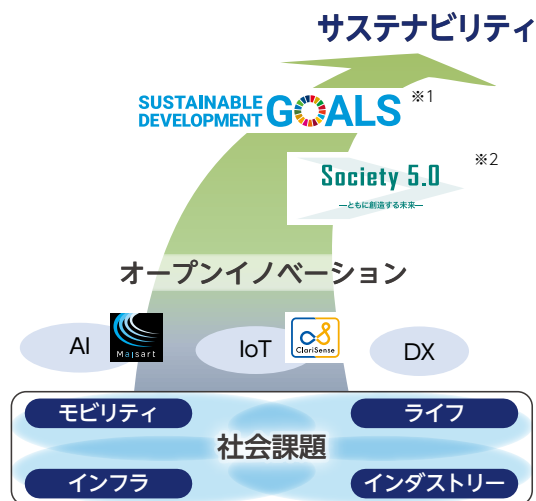 サステナビリティ
SUSTAINABLE
DEVELOPMENT GOALS ※1
Society 5.0 ※2
―ともに創造する未来―
オープンイノベーション
AI Maisart IoT ClariSense DX
モビリティ ライフ
社会課題
インフラ インダストリー